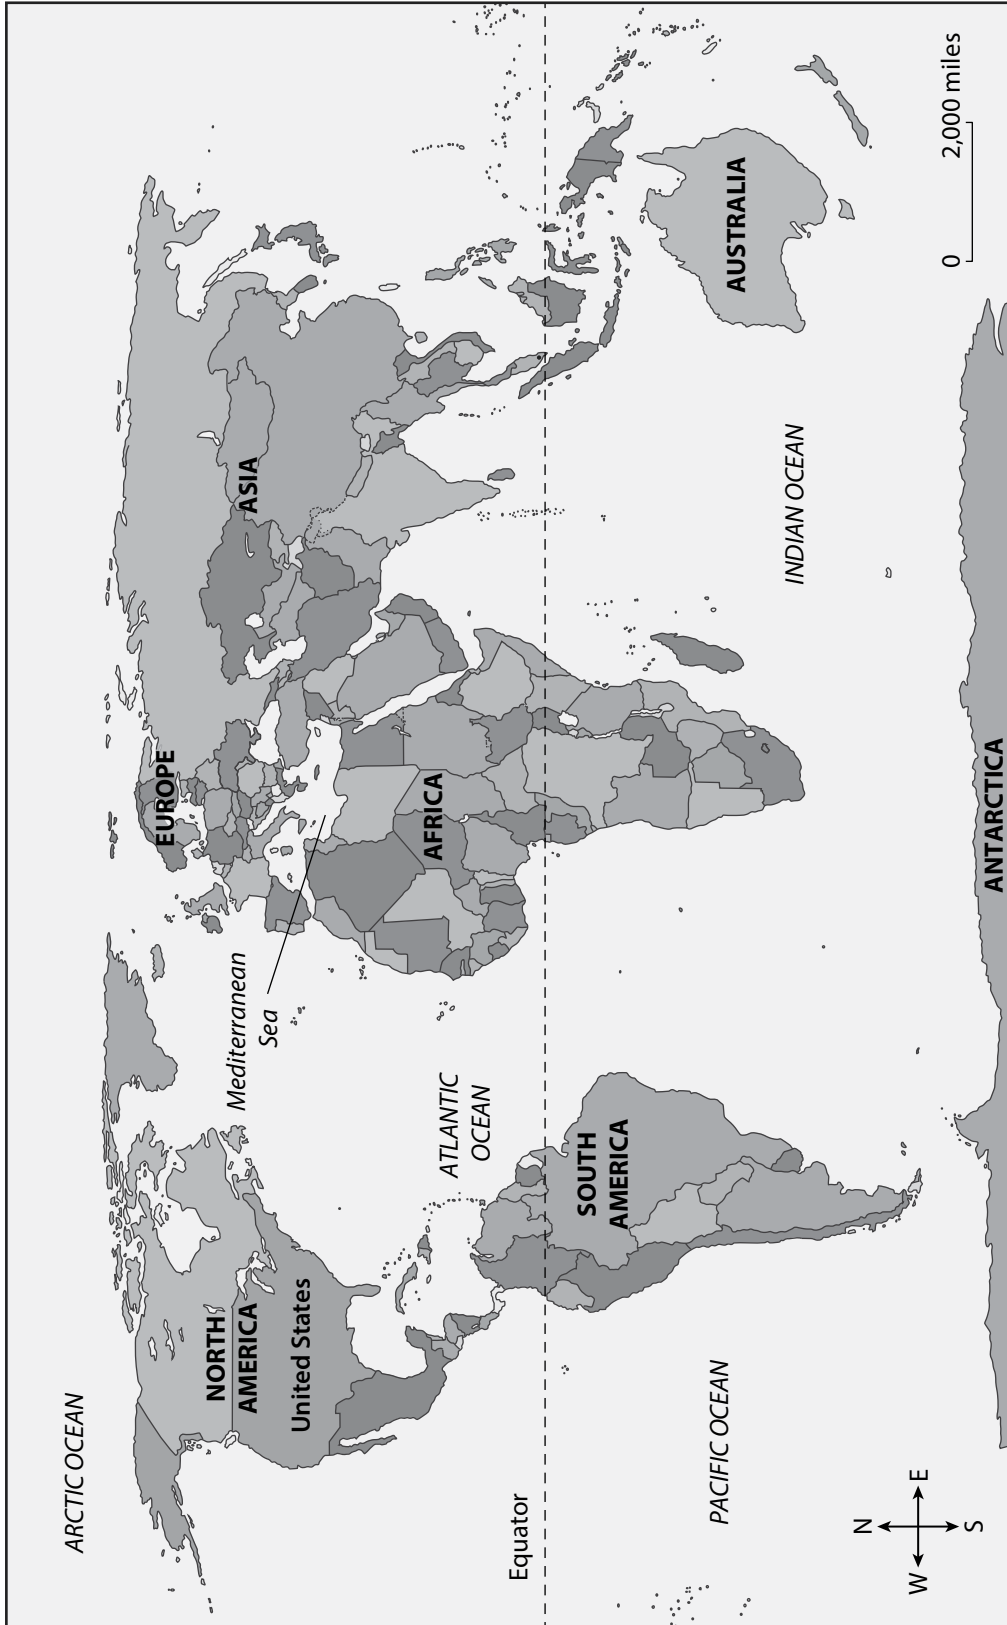 ARCTIC OCEAN
NORTH
AMERICA
United States
EUROPE
ASIA
Mediterranean
Sea
AFRICA
ATLANTIC
OCEAN
Equator
SOUTH
AMERICA
PACIFIC OCEAN
INDIAN OCEAN
AUSTRALIA
ANTARCTICA
N
W E
S
0 2,000 miles